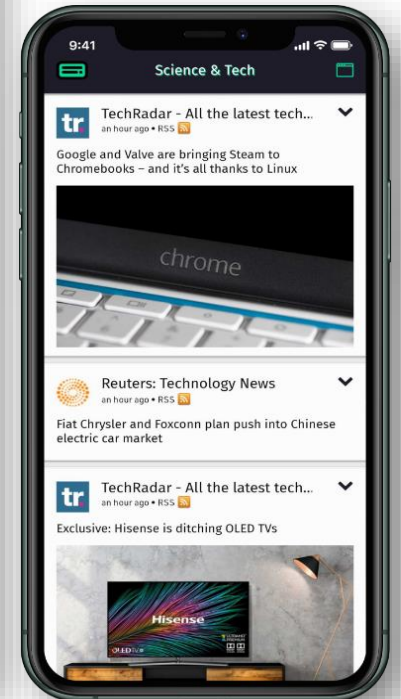 9:41
Science & Tech
tr.
TechRadar - All the latest tech...
an hour ago • RSS
Google and Valve are bringing Steam to
Chromebooks – and it's all thanks to Linux
chrome
Reuters: Technology News
an hour ago • RSS
Fiat Chrysler and Foxconn plan push into Chinese
electric car market
tr.
TechRadar - All the latest tech...
an hour ago • RSS
Exclusive: Hisense is ditching OLED TVs
Hisense
OLED TV